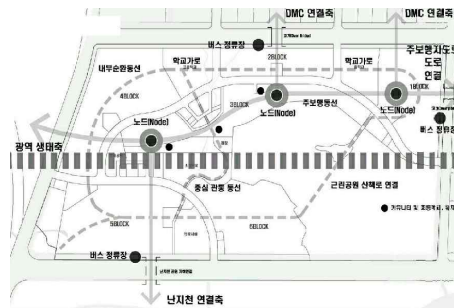 DMC 연결축
DMC 연결축
버스 정류장
2BLOCK
학교가로
학교가로
주보행자도로
도로
연결
내부순환동선
1BLOCK
4BLOCK
3BLOCK
주보행동선
노드(Node)
노드(Node)
노드(Node)
버스 정류장
광역 생태축
중심 관통 동선
근린공원 산책로 연결
5BLOCK
6BLOCK
버스 정류장
난지천 연결축